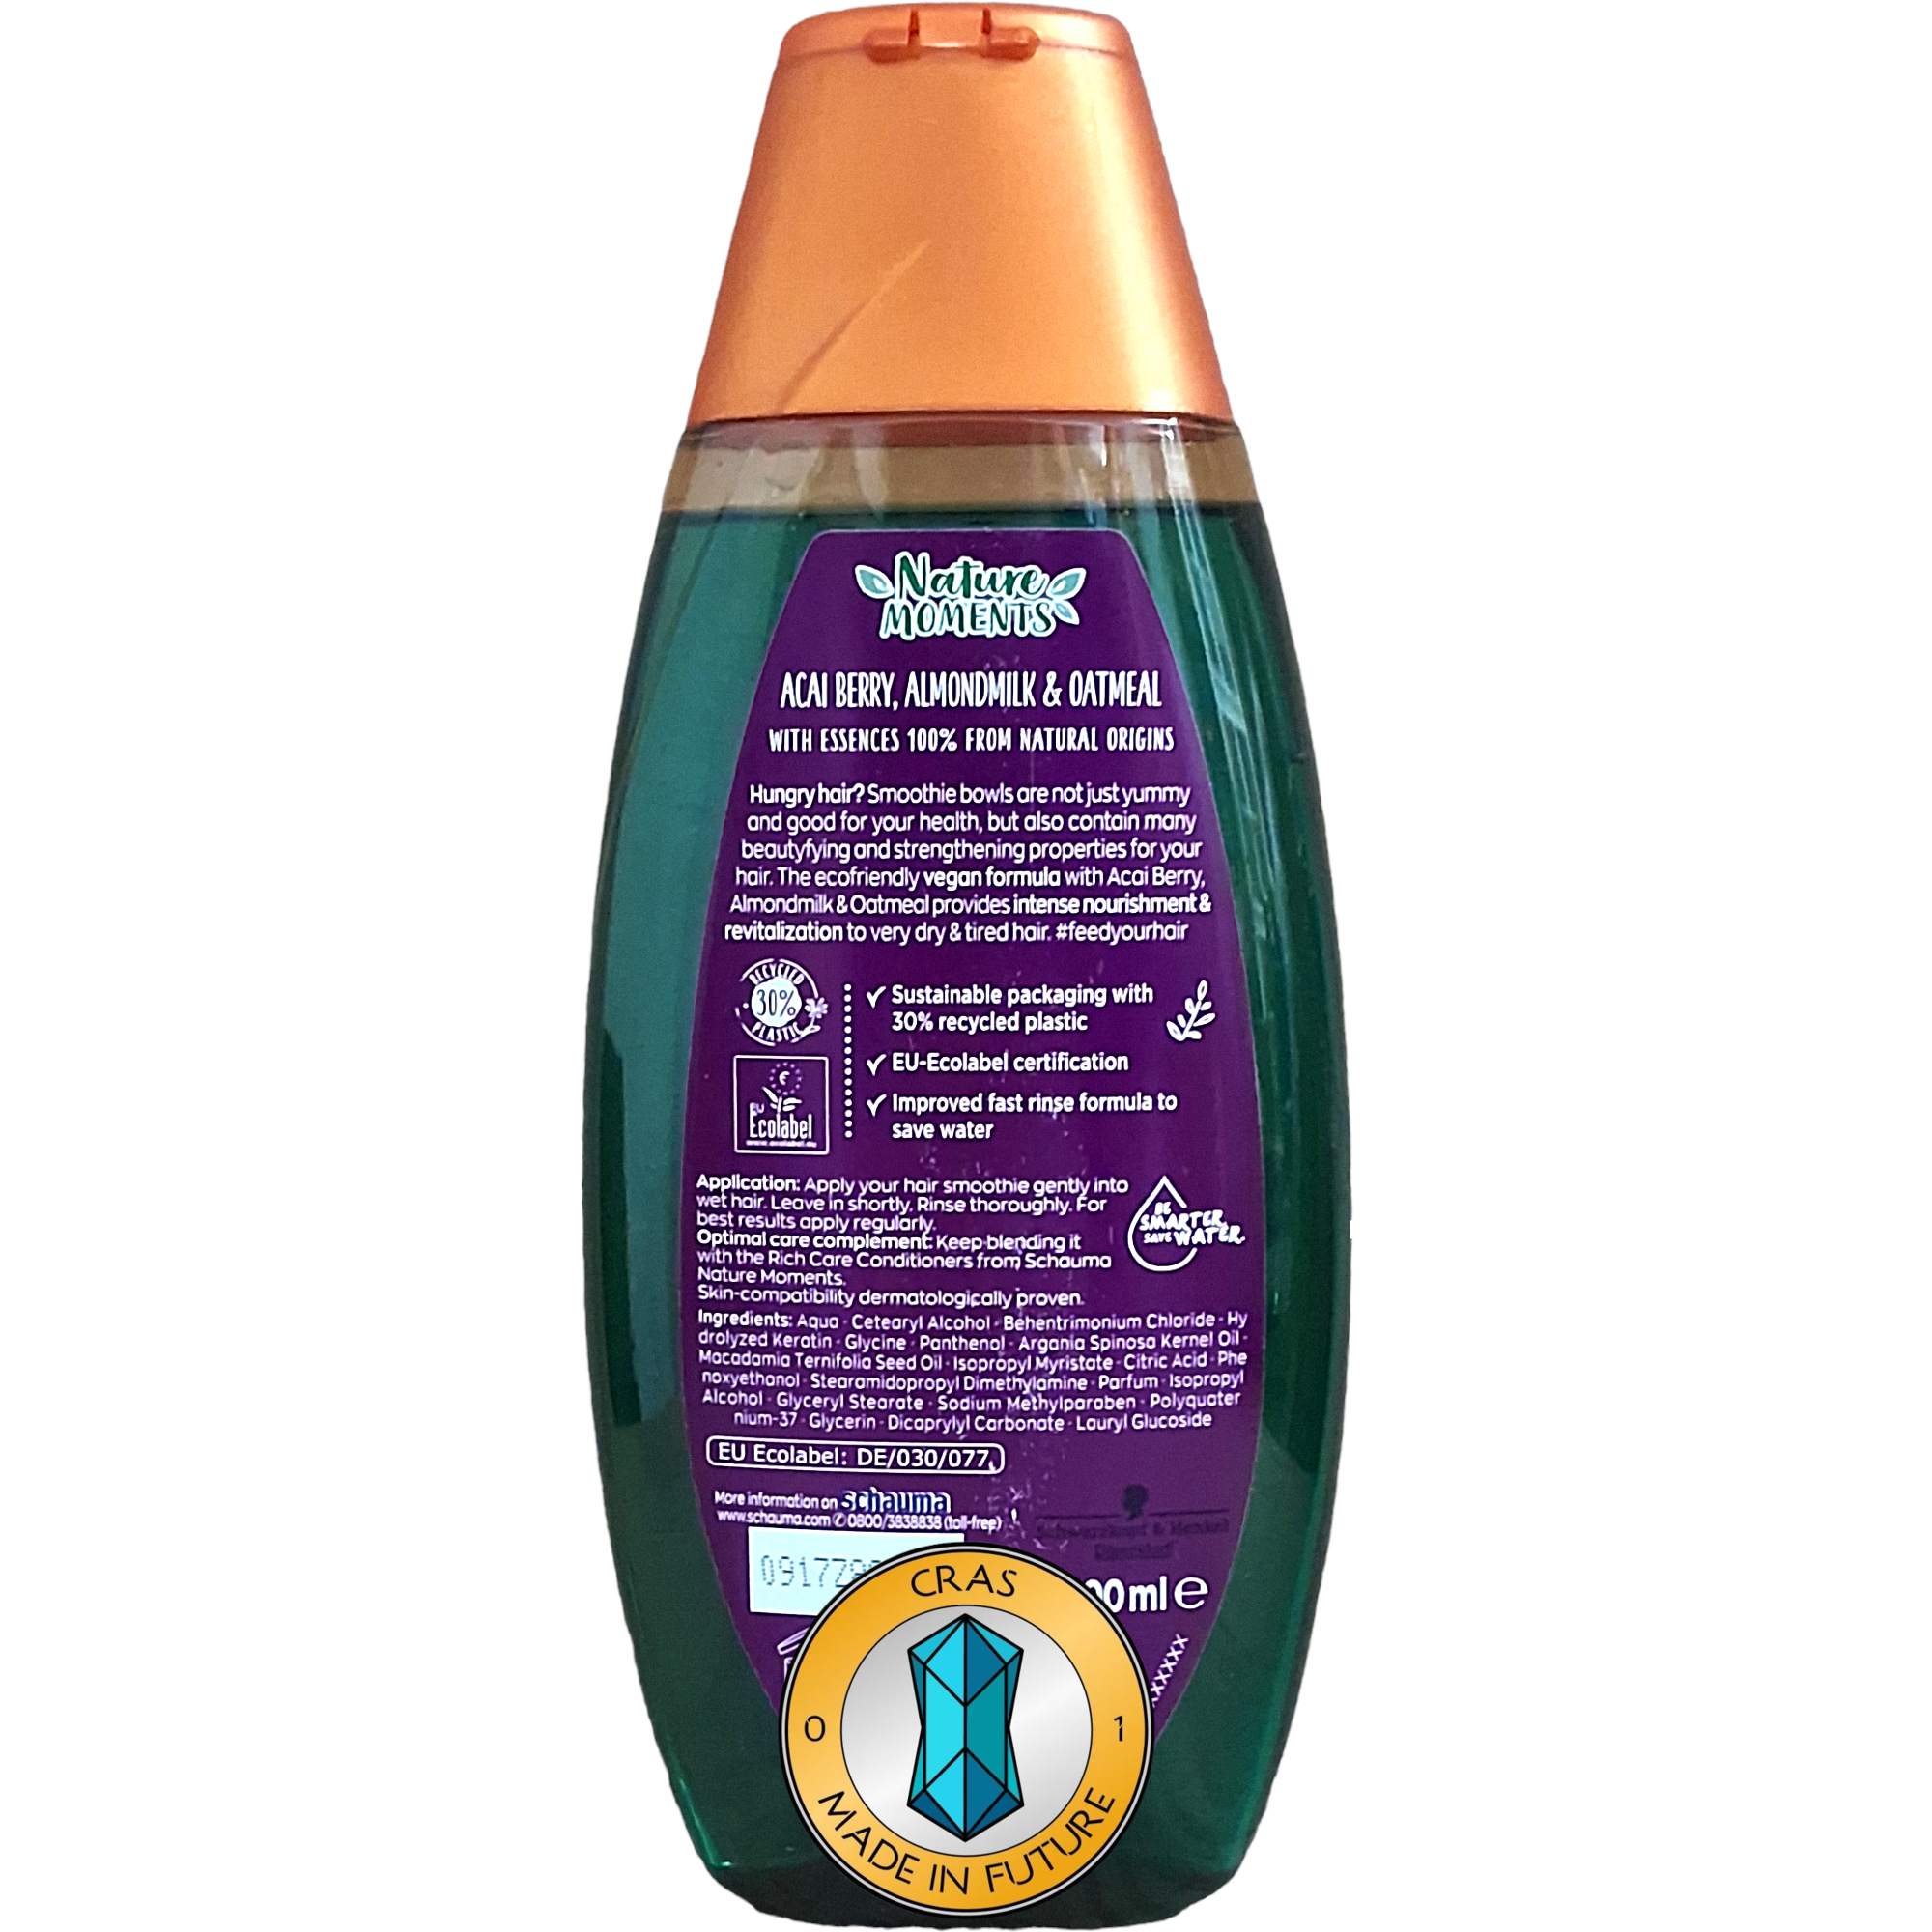 Nature
MOMENTS
ACAI BERRY, ALMONDMILK & OATMEAL
WITH ESSENCES 100% FROM NATURAL ORIGINS
Hungry hair? Smoothie bowls are not just yummy
and good for your health, but also contain many
beautyfying and strengthening properties for your
hair. The ecofriendly vegan formula with Acai Berry,
Almondmilk & Oatmeal provides intense nourishment &
revitalization to very dry & tired hair. #feedyourhair
RECYCLED
30%
PLASTIC
✓ Sustainable packaging with
30% recycled plastic
✓ EU-Ecolabel certification
✓ Improved fast rinse formula to
save water
EU
Ecolabel
www.ecolabel.eu
Application: Apply your hair smoothie gently into
wet hair. Leave in shortly. Rinse thoroughly. For
best results apply regularly.
Optimal care complement: Keep blending it
with the Rich Care Conditioners from Schauma
Nature Moments.
Skin-compatibility dermatologically proven.
BE
SMARTER
SAVE WATER.
Ingredients: Aqua · Cetearyl Alcohol · Behentrimonium Chloride · Hy
drolyzed Keratin · Glycine · Panthenol · Argania Spinosa Kernel Oil ·
Macadamia Ternifolia Seed Oil · Isopropyl Myristate · Citric Acid · Phe
noxyethanol · Stearamidopropyl Dimethylamine · Parfum · Isopropyl
Alcohol · Glyceryl Stearate · Sodium Methylparaben · Polyquater
nium-37 · Glycerin · Dicaprylyl Carbonate · Lauryl Glucoside
EU Ecolabel: DE/030/077
More information on schauma
www.schauma.com ✆ 0800/3838838 (toll-free)
Schwarzkopf & Henkel
0917
00ml e
XXXXXX
CRAS
0 1
MADE IN FUTURE